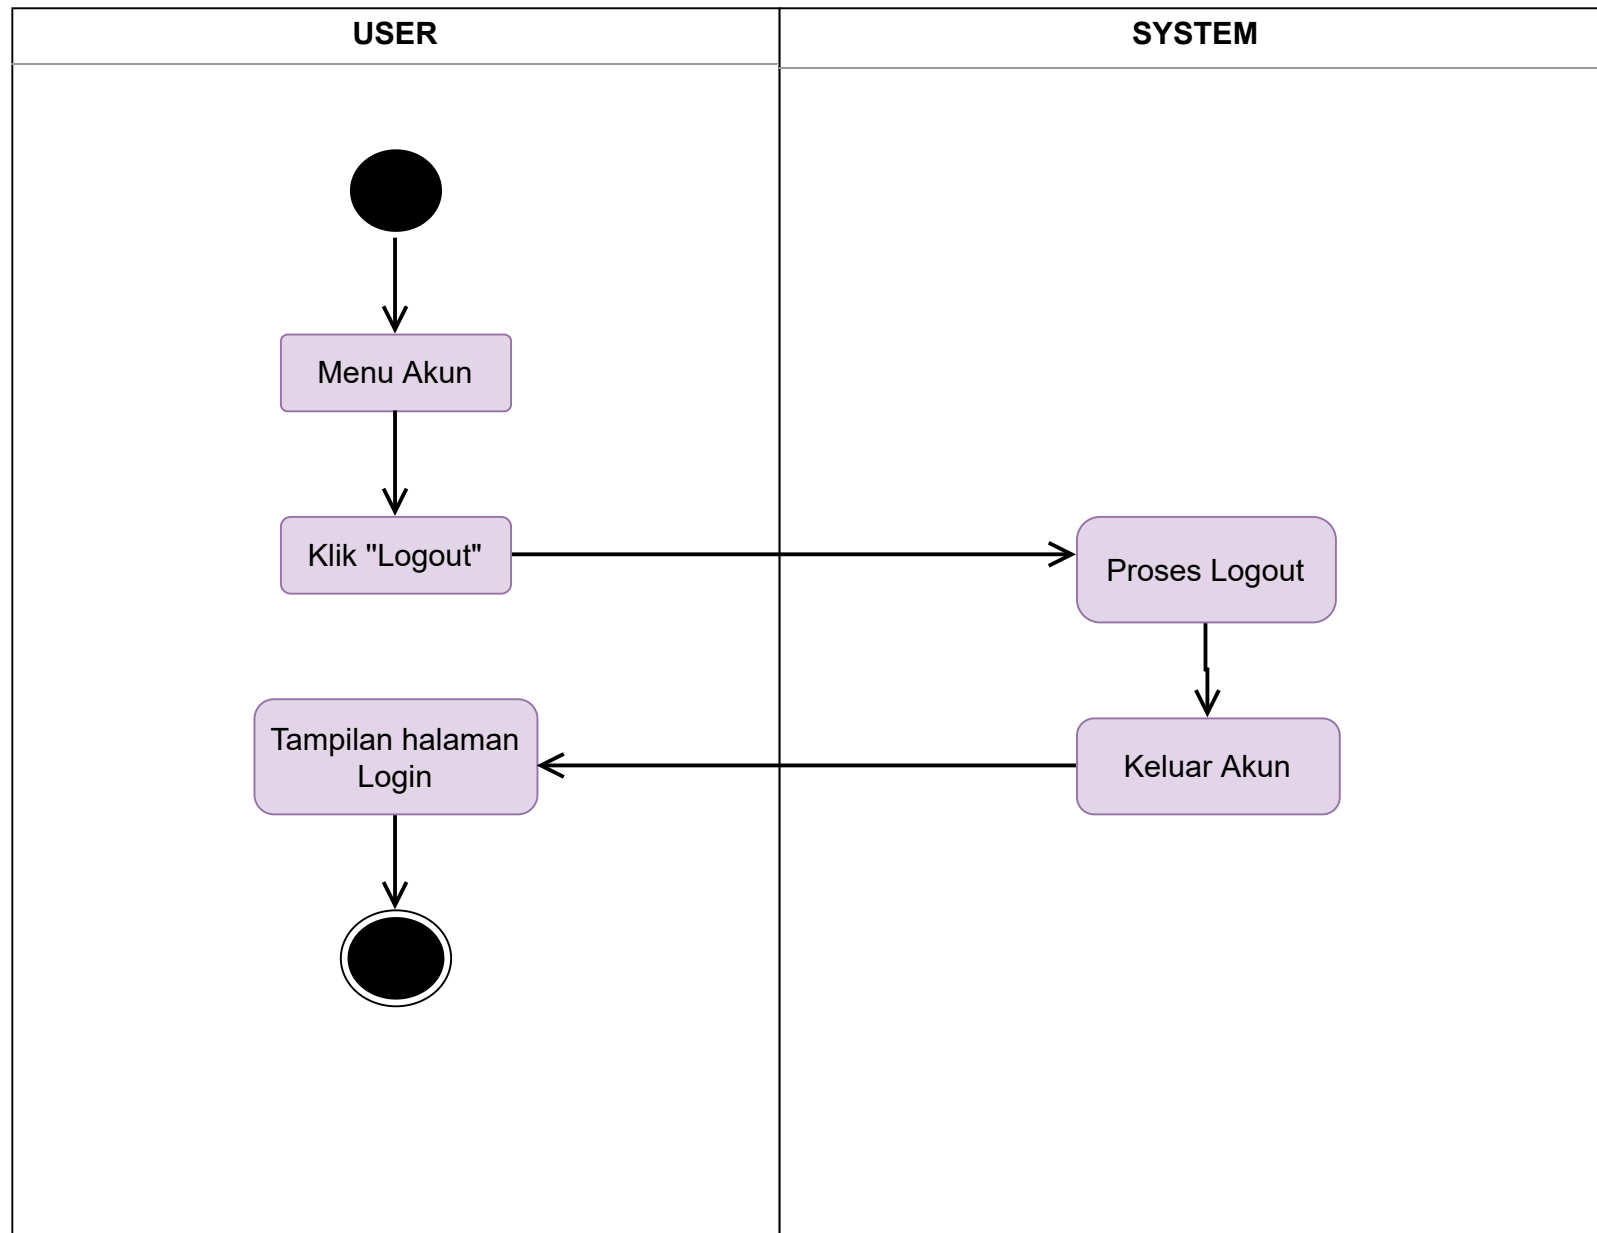 USER
SYSTEM
Menu Akun
Klik "Logout"
Proses Logout
Tampilan halaman
Login
Keluar Akun